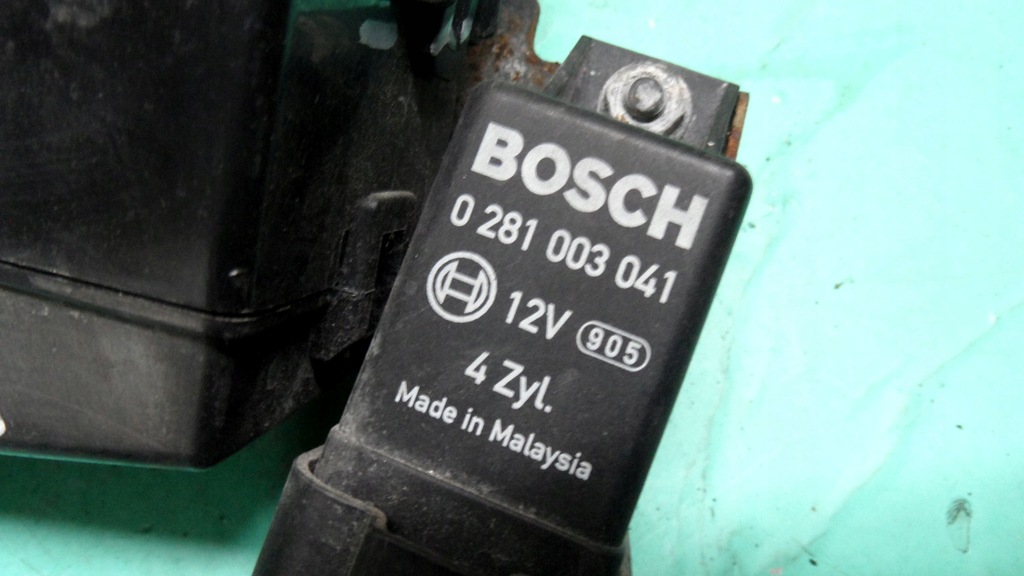 BOSCH
0 281 003 041
12V 905
4 Zyl.
Made in Malaysia